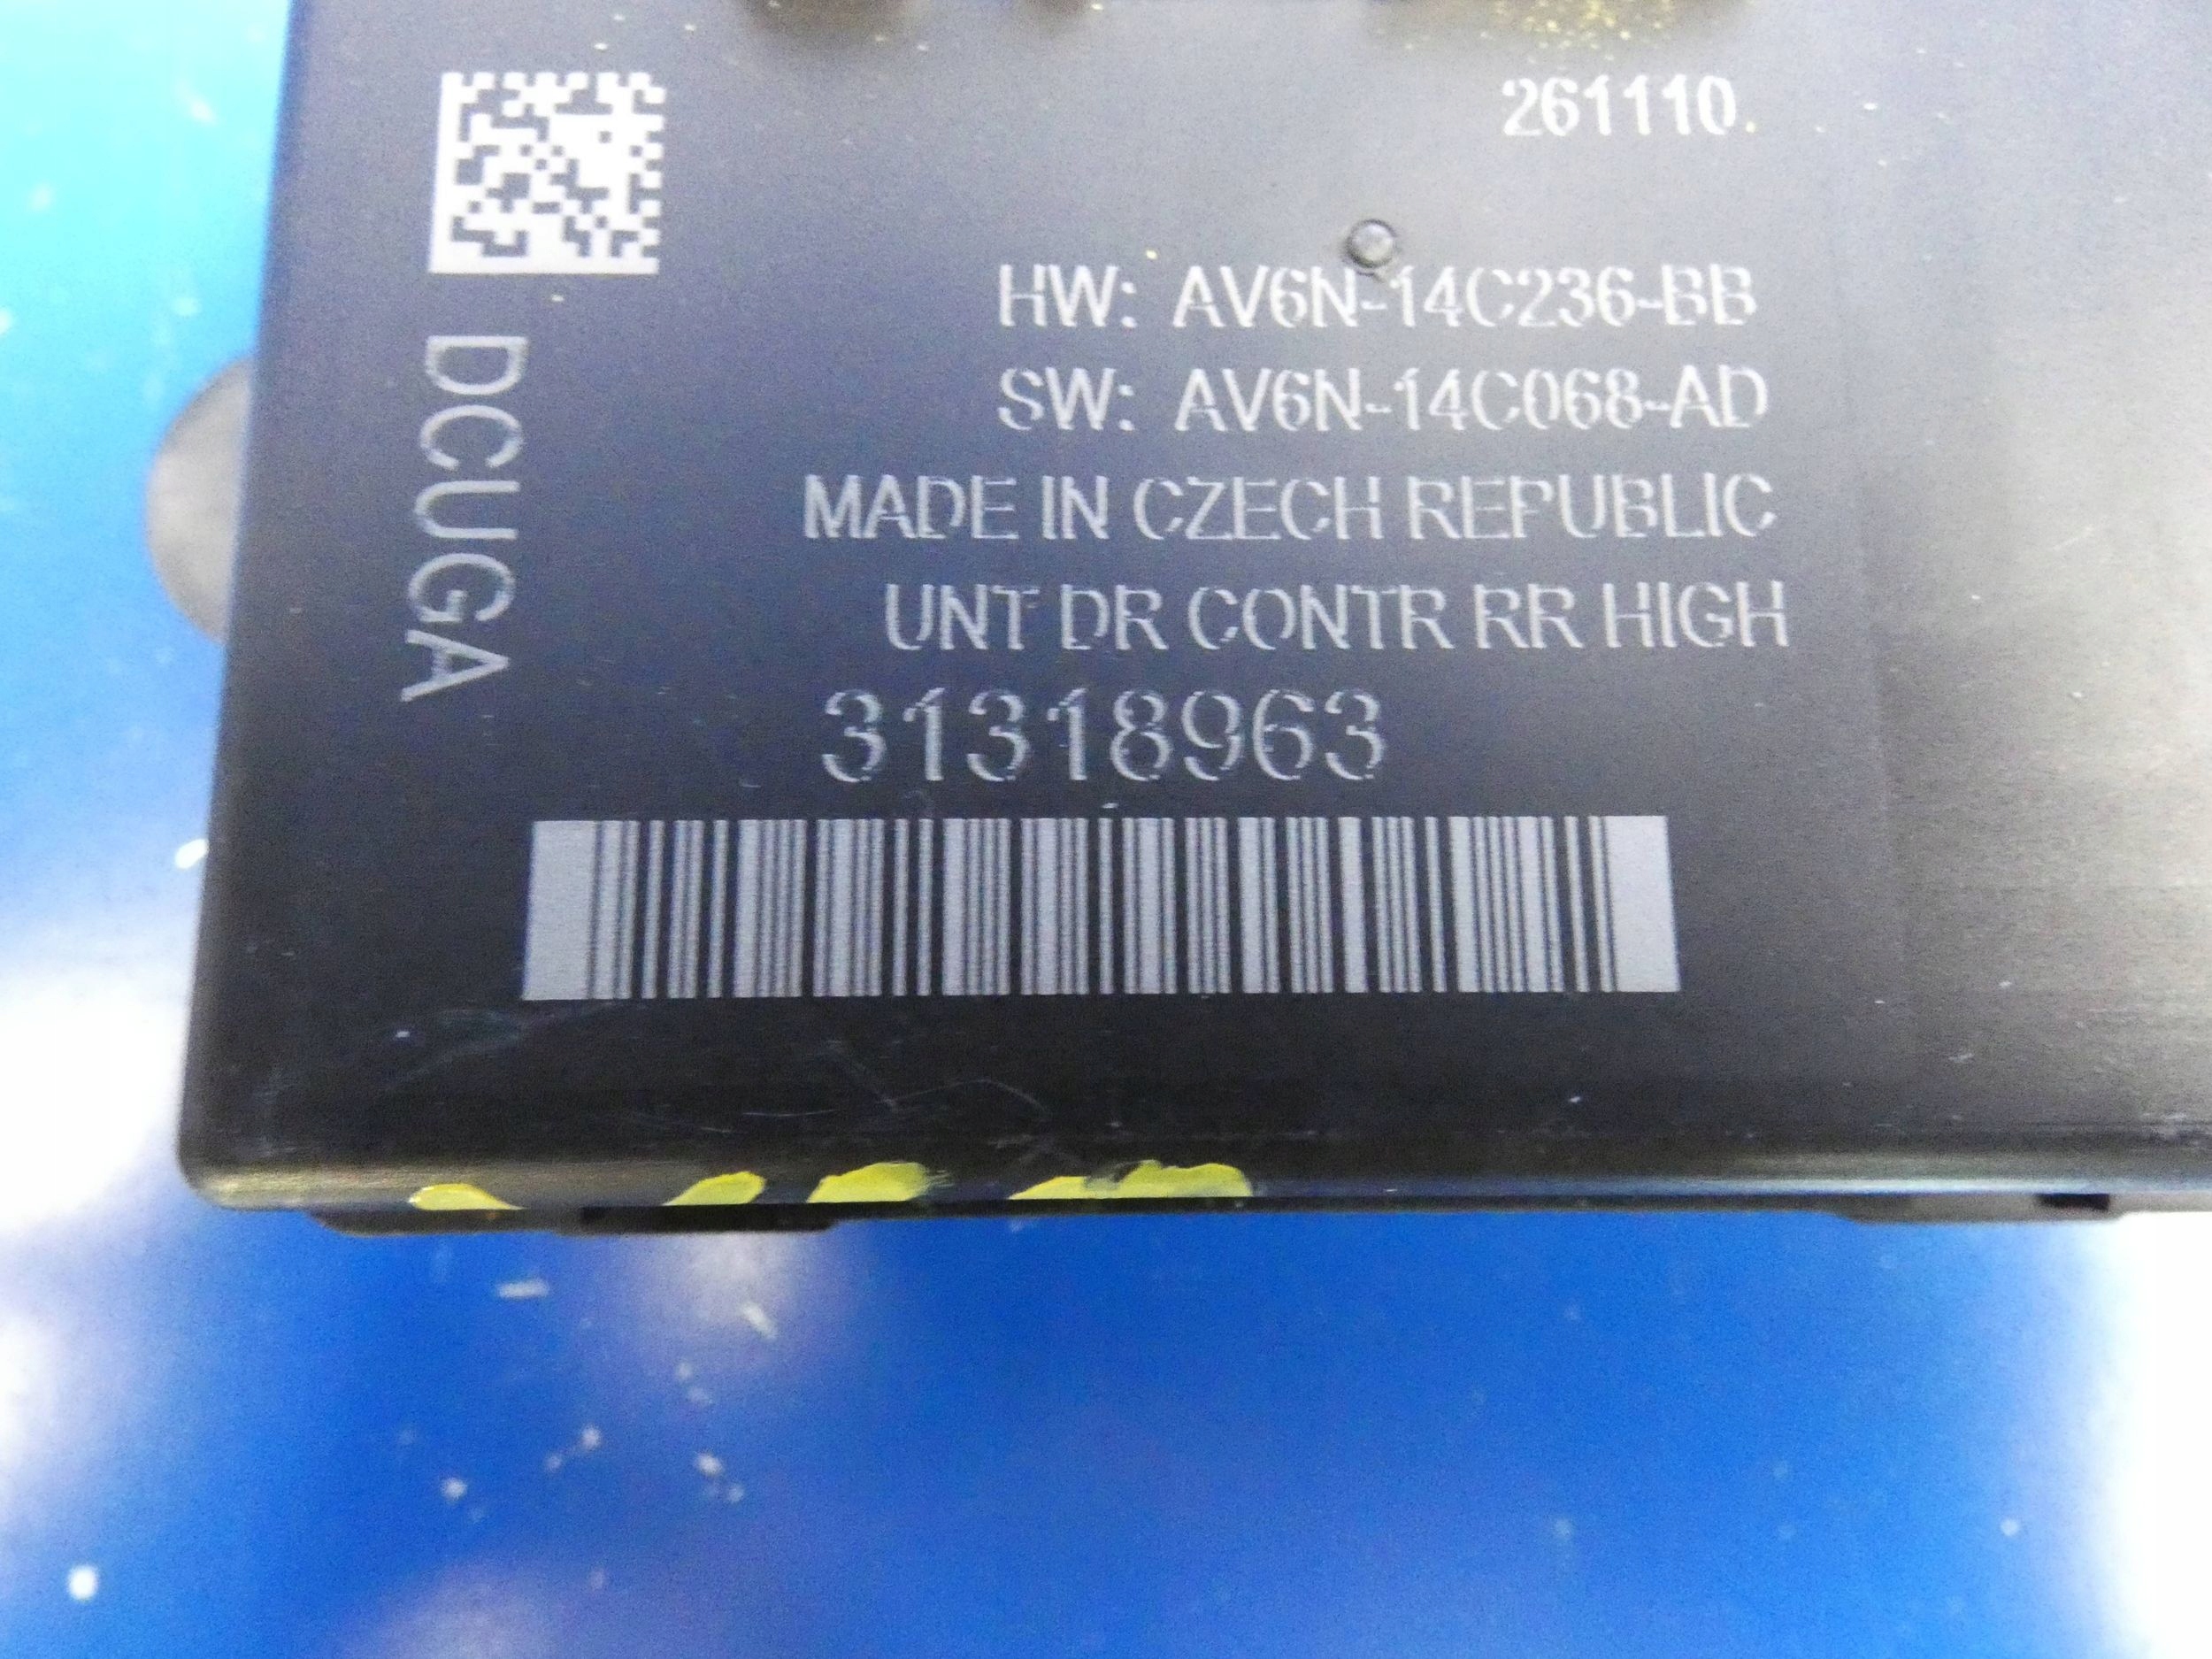 261110
HW: AV6N-14C236-BB
SW: AV6N-14C068-AD
MADE IN CZECH REPUBLIC
UNT DR CONTR RR HIGH
31318963
DCUGA